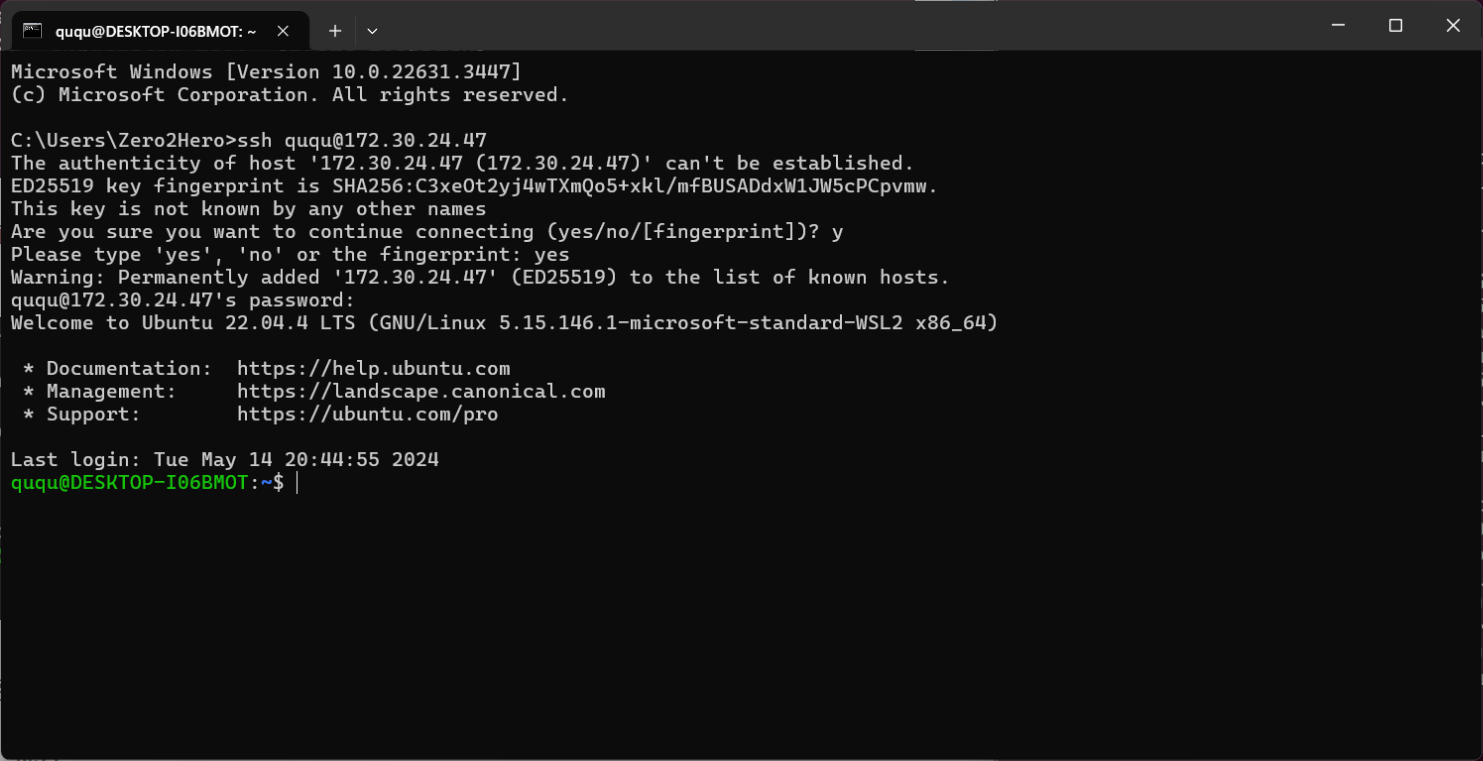 ququ@DESKTOP-I06BMOT: ~
Microsoft Windows [Version 10.0.22631.3447]
(c) Microsoft Corporation. All rights reserved.
C:\Users\Zero2Hero>ssh ququ@172.30.24.47
The authenticity of host '172.30.24.47 (172.30.24.47)' can't be established.
ED25519 key fingerprint is SHA256:C3xeOt2yj4wTXmQo5+xkl/mfBUSADdxW1JW5cPCpvmw.
This key is not known by any other names
Are you sure you want to continue connecting (yes/no/[fingerprint])? y
Please type 'yes', 'no' or the fingerprint: yes
Warning: Permanently added '172.30.24.47' (ED25519) to the list of known hosts.
ququ@172.30.24.47's password:
Welcome to Ubuntu 22.04.4 LTS (GNU/Linux 5.15.146.1-microsoft-standard-WSL2 x86_64)
* Documentation:  https://help.ubuntu.com
* Management:     https://landscape.canonical.com
* Support:        https://ubuntu.com/pro
Last login: Tue May 14 20:44:55 2024
ququ@DESKTOP-I06BMOT:~$